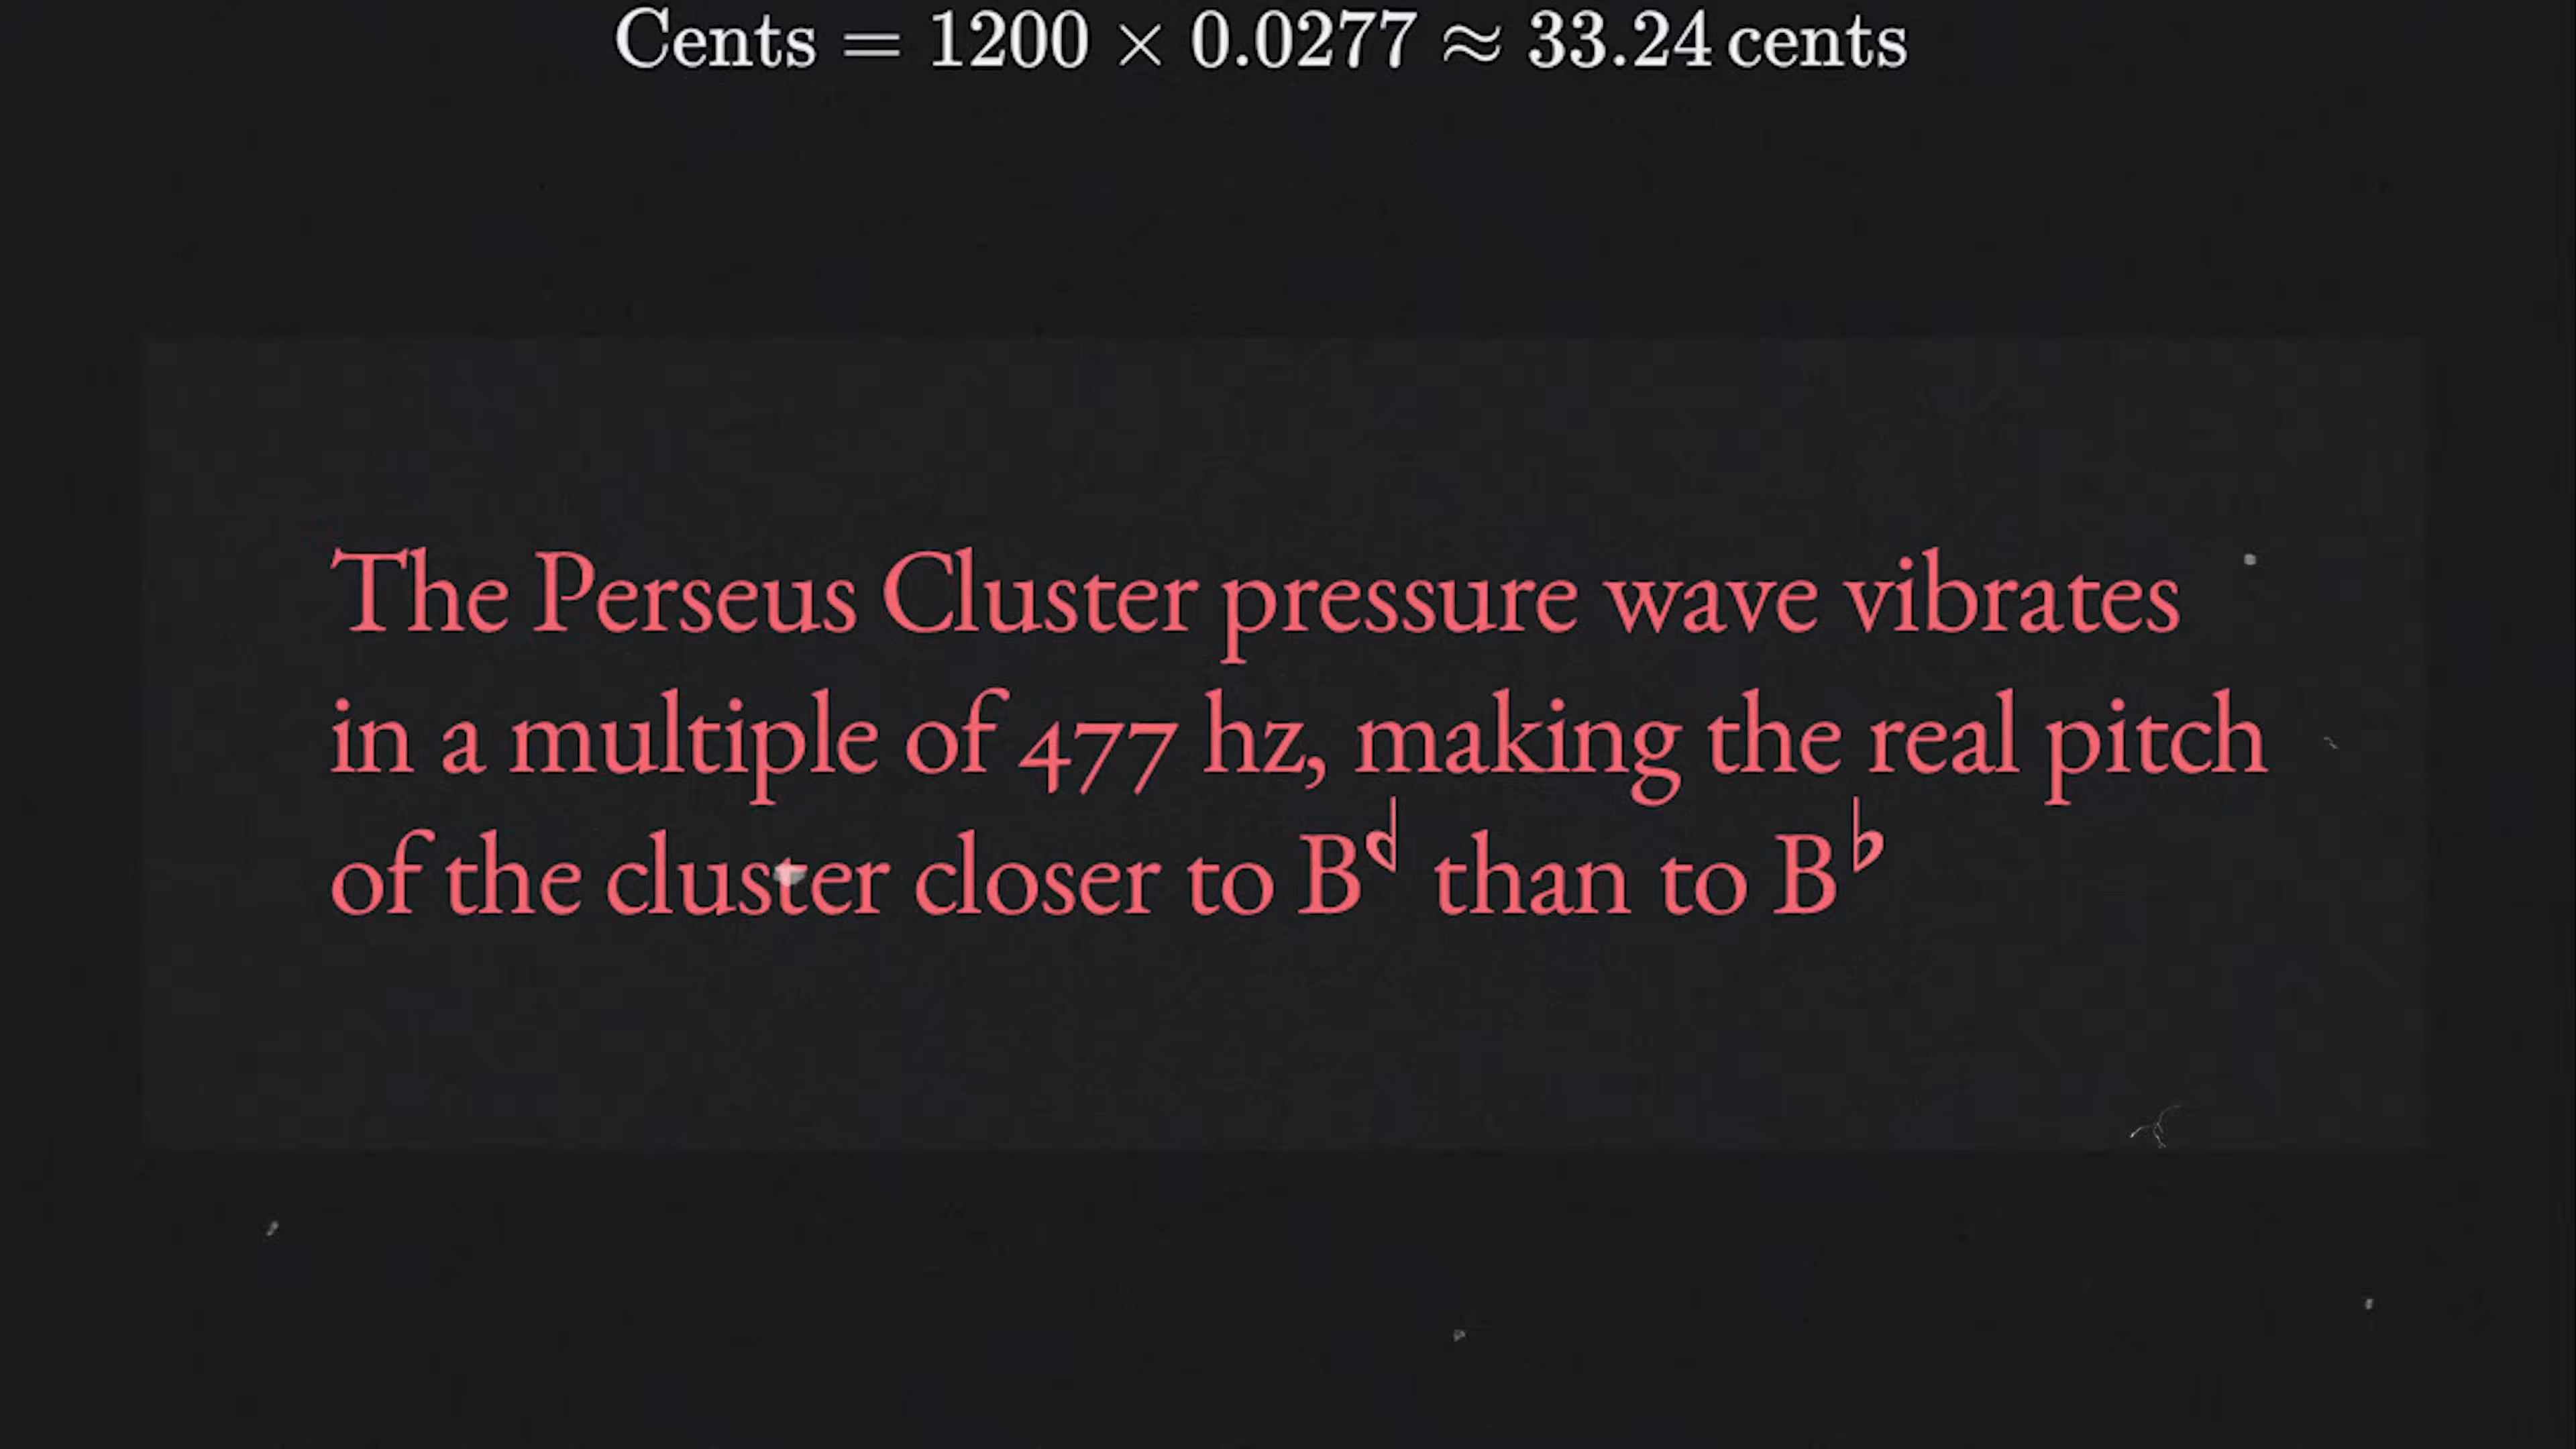 Cents = 1200 × 0.0277 ≈ 33.24 cents
The Perseus Cluster pressure wave vibrates
in a multiple of 477 hz, making the real pitch
of the cluster closer to B𝄳 than to B♭